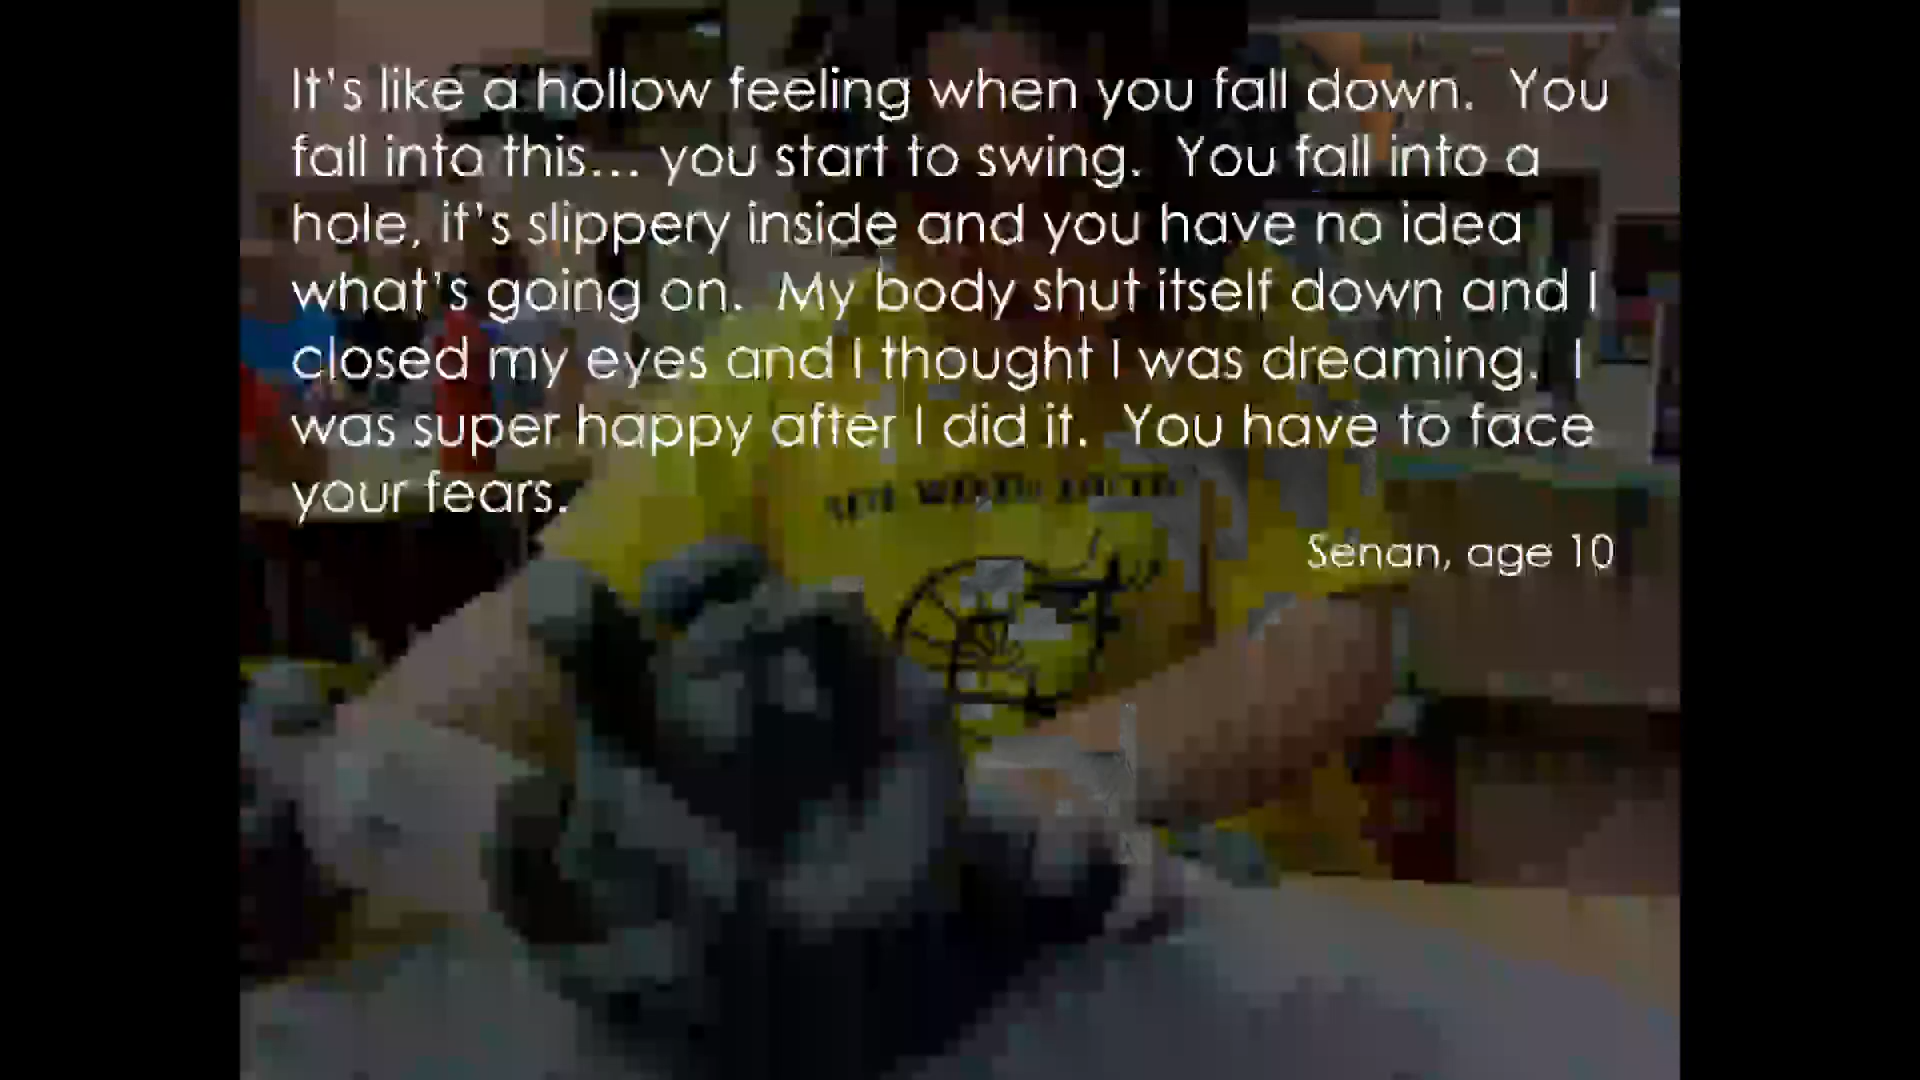 It's like a hollow feeling when you fall down.  You
fall into this... you start to swing.  You fall into a
hole, it's slippery inside and you have no idea
what's going on.  My body shut itself down and I
closed my eyes and I thought I was dreaming.  I
was super happy after I did it.  You have to face
your fears.
Senan, age 10